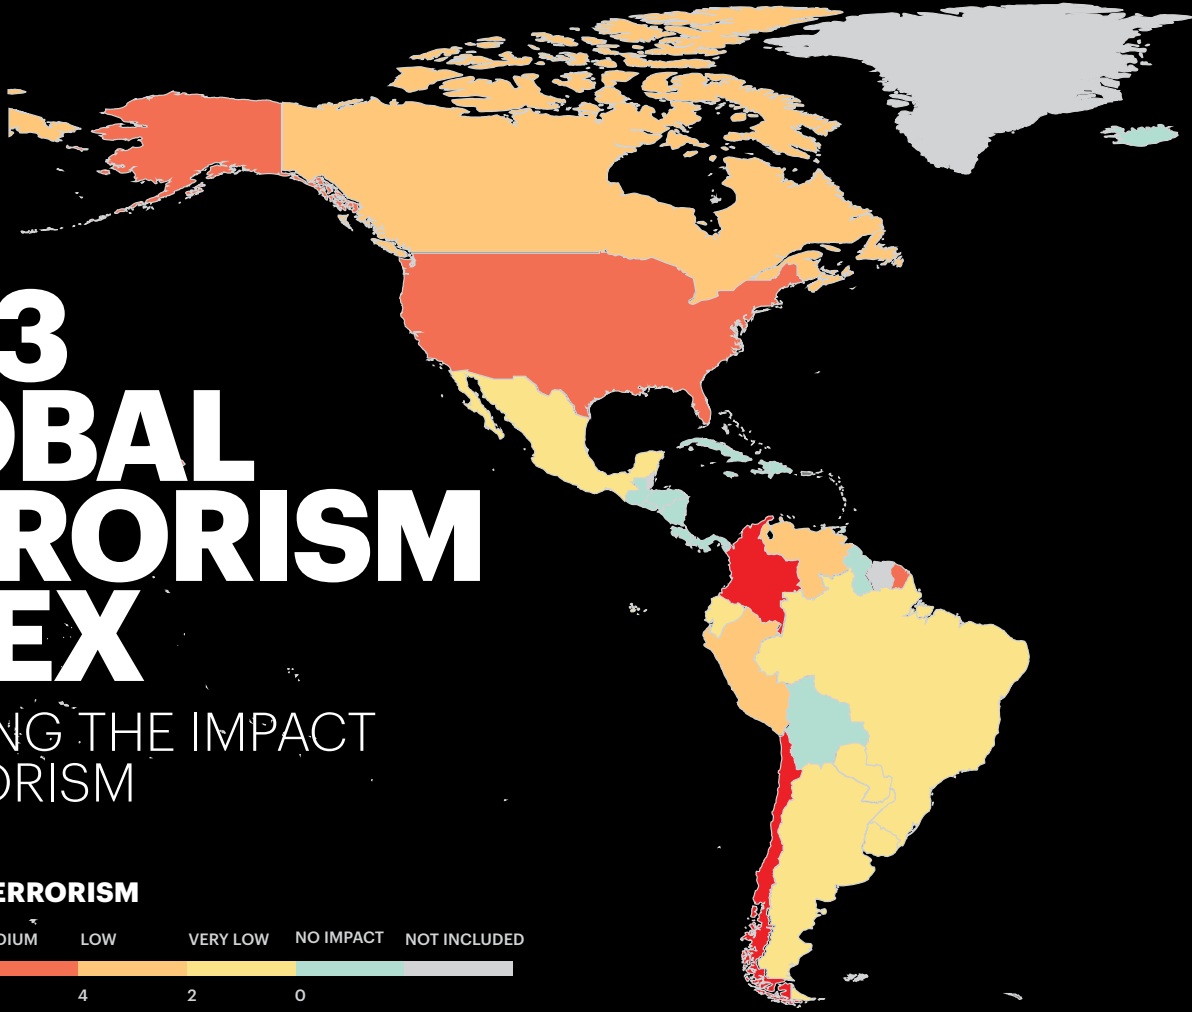 3
OBAL
RRORISM
EX
NG THE IMPACT
ORISM
ERRORISM
DIUM LOW VERY LOW NO IMPACT NOT INCLUDED
4 2 0